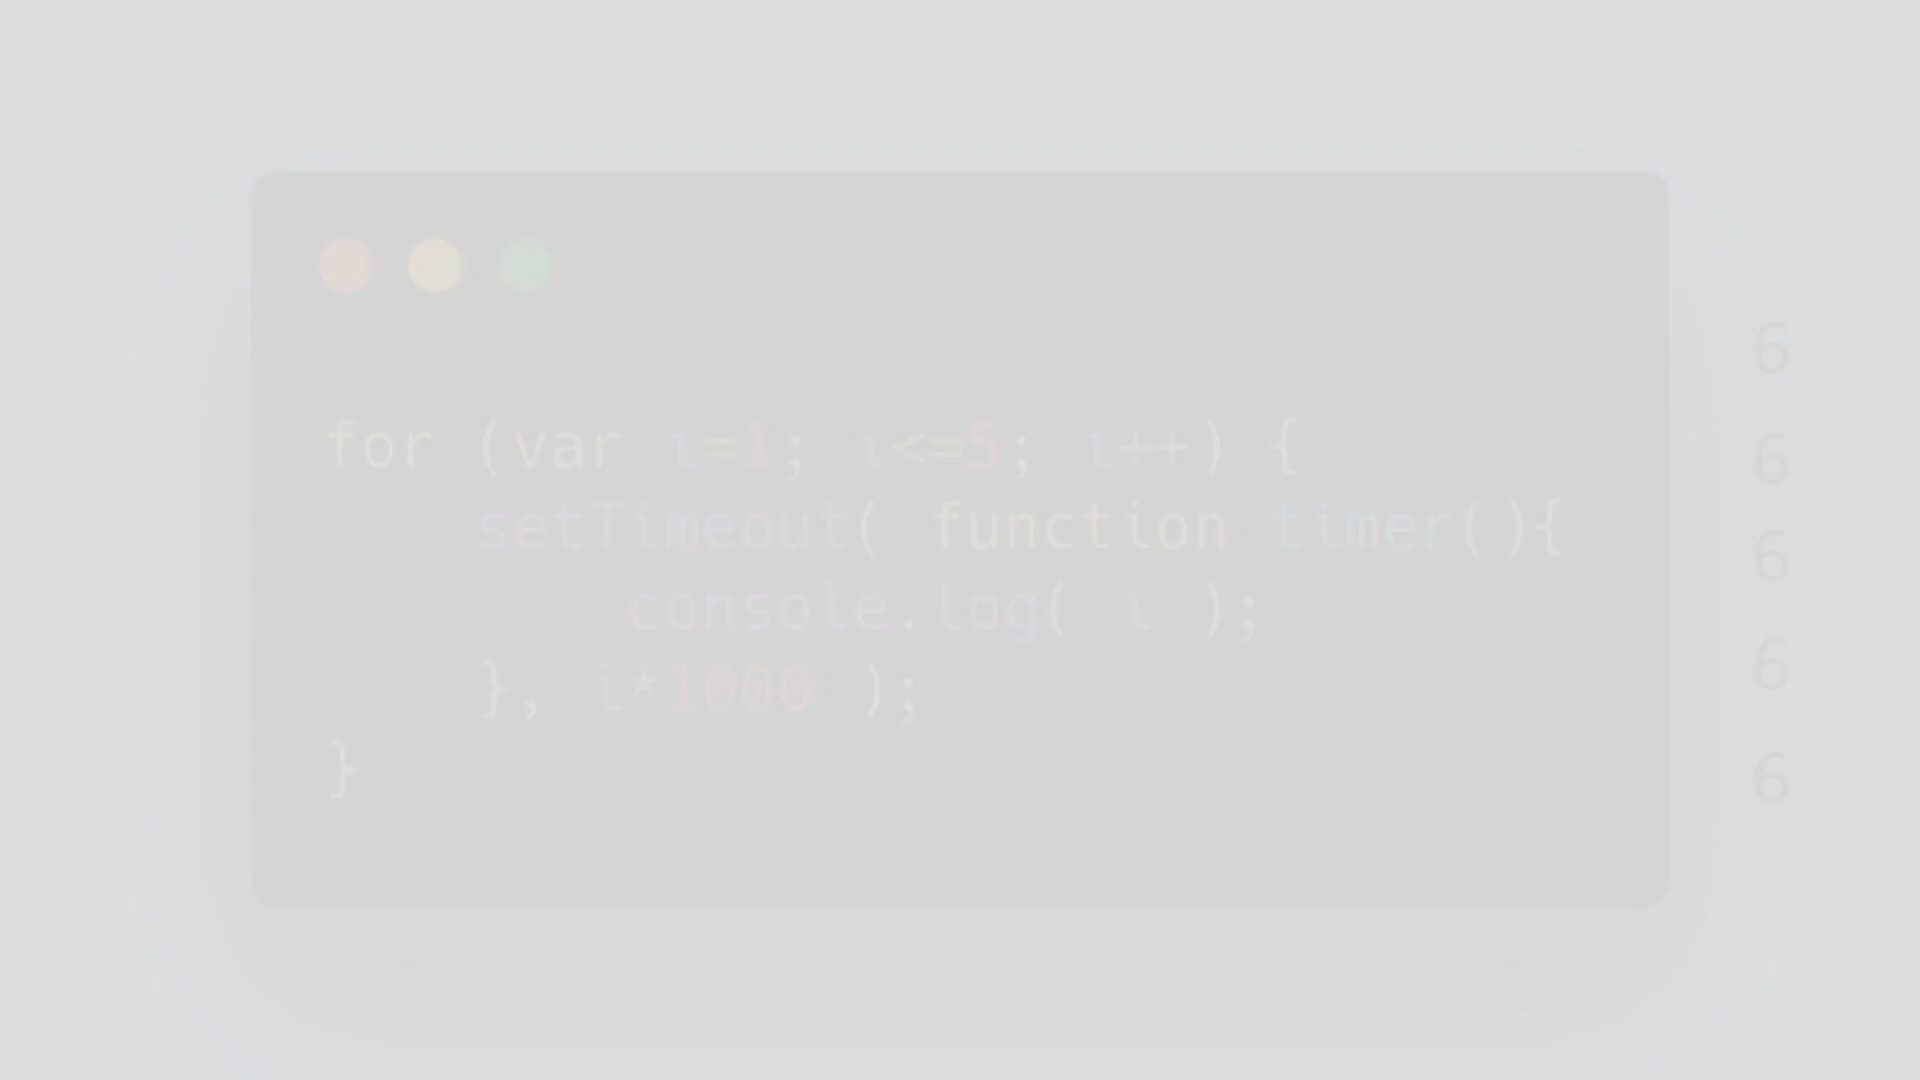 for (var i=1; i<=5; i++) {
    setTimeout( function timer(){
        console.log( i );
    }, i*1000 );
}
6
6
6
6
6